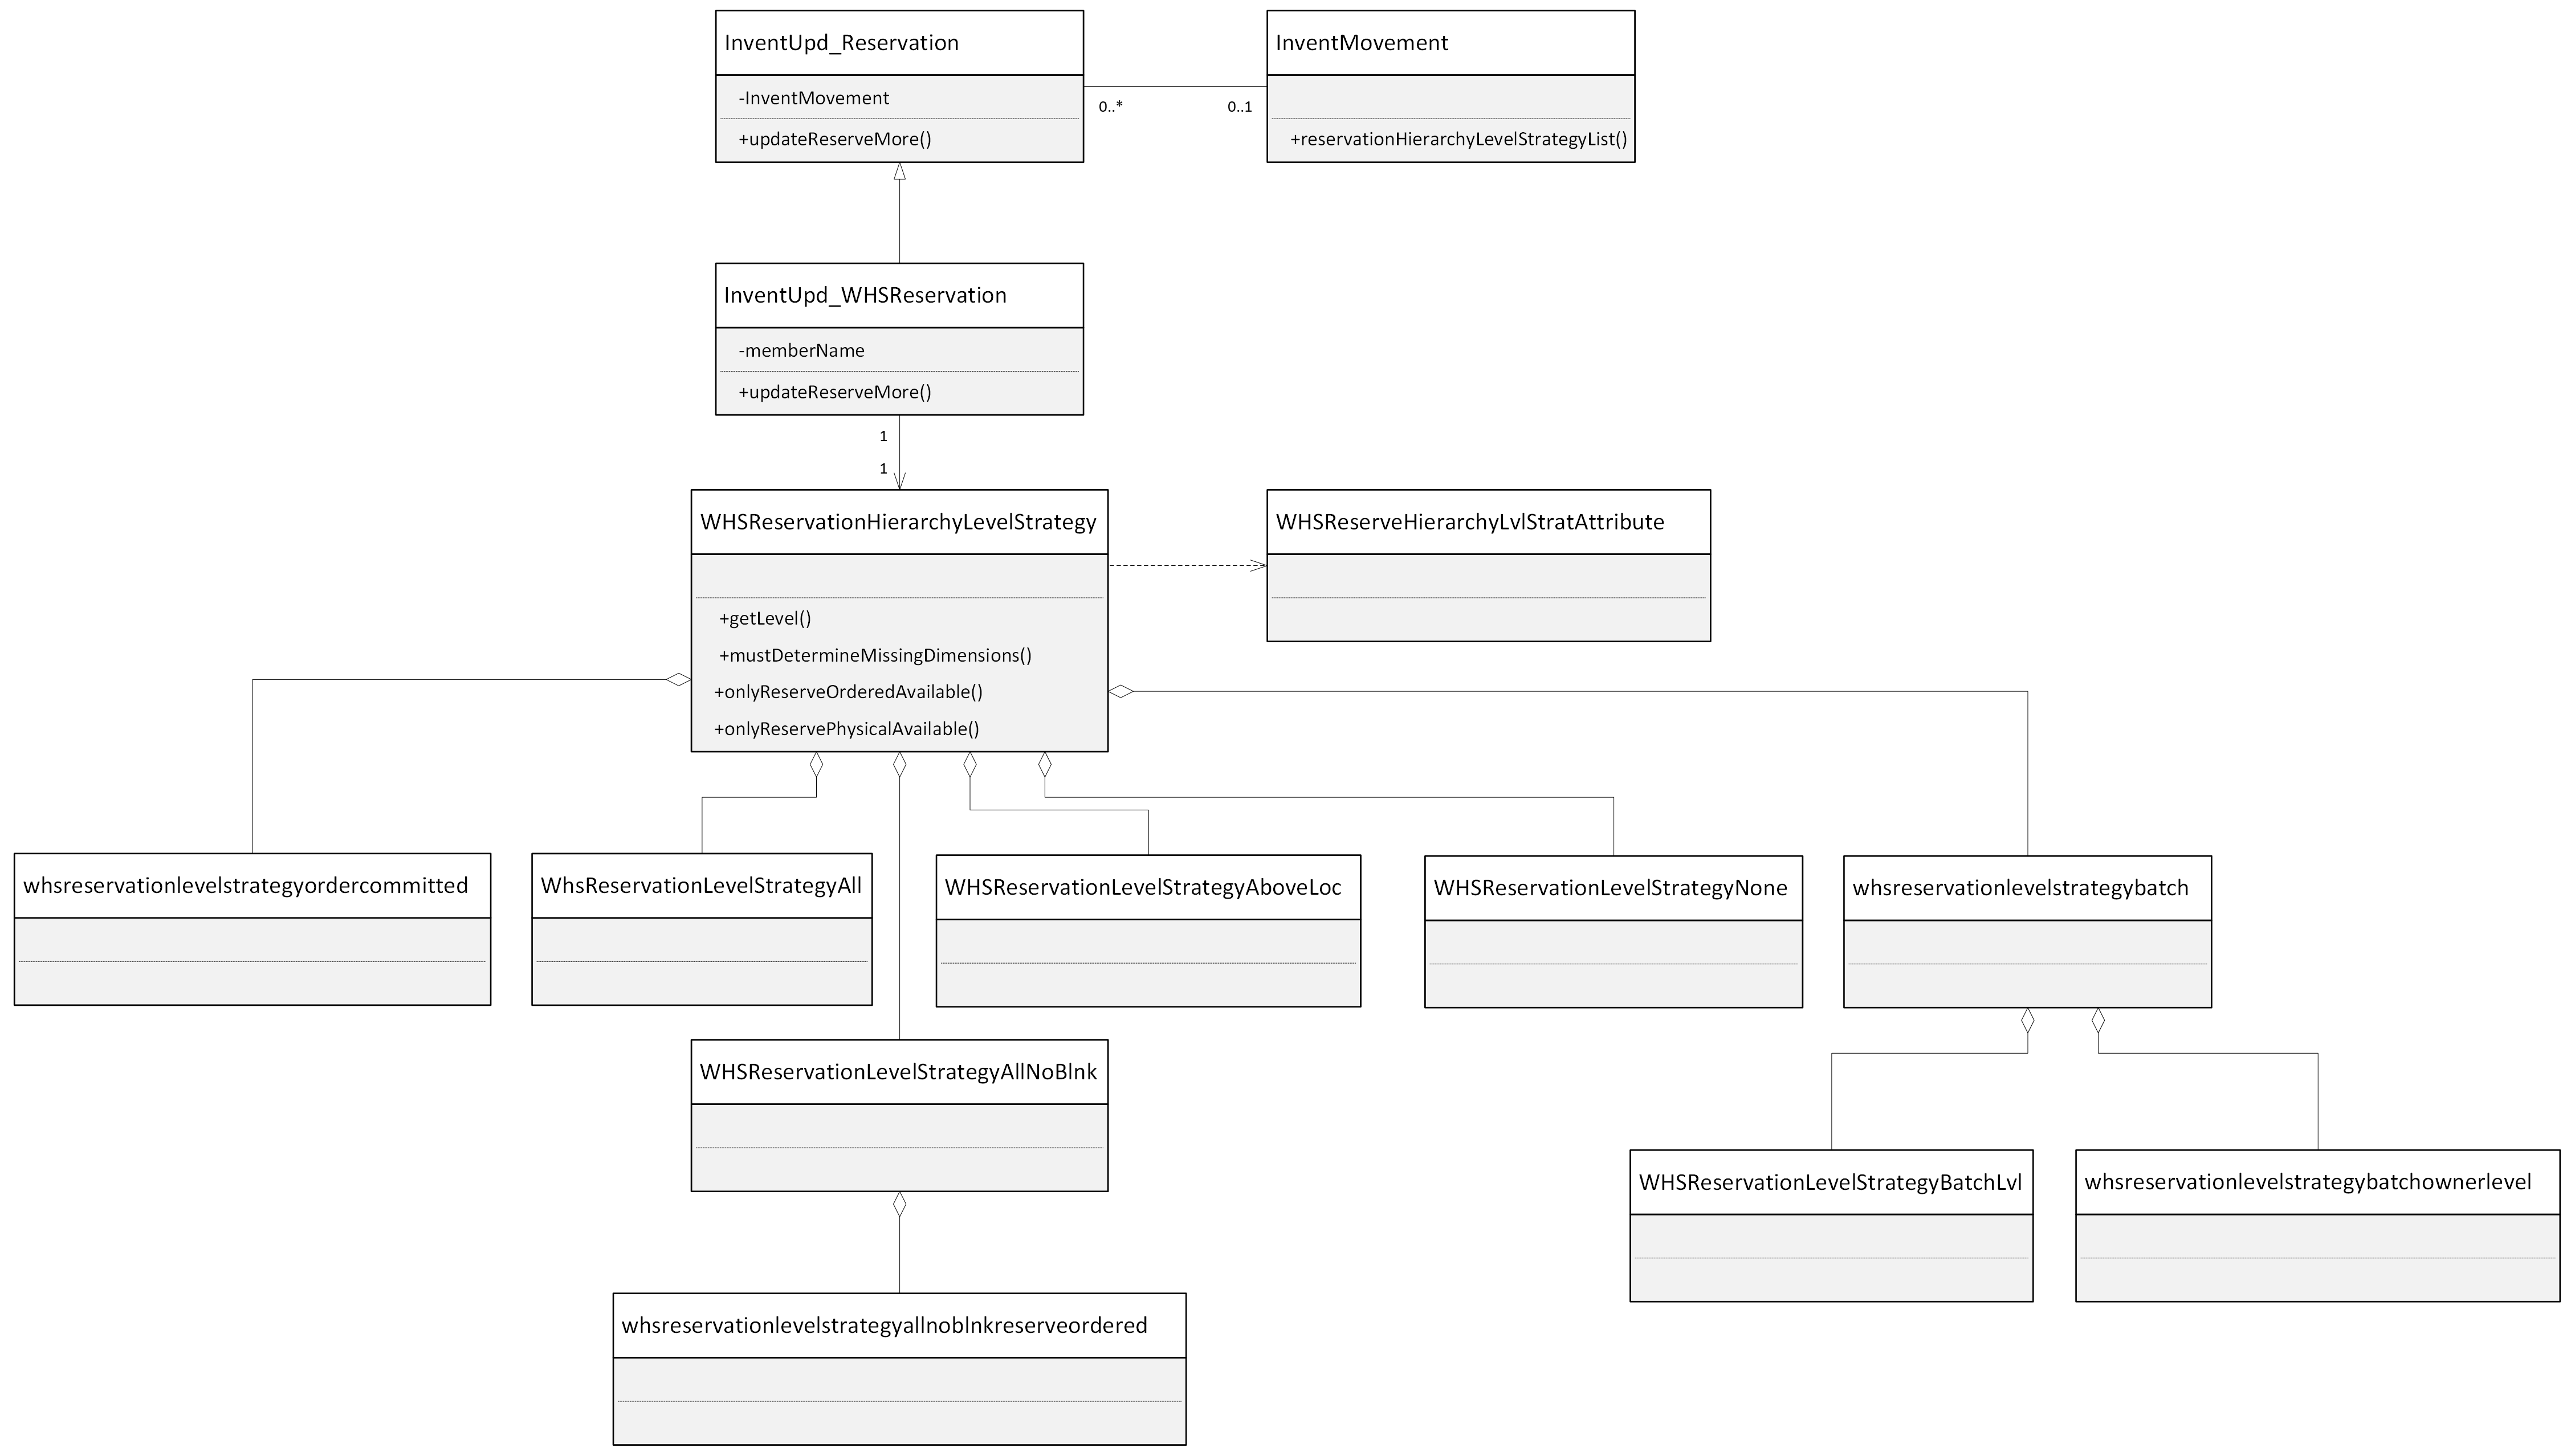 InventUpd_Reservation
-InventMovement
+updateReserveMore()
InventMovement
+reservationHierarchyLevelStrategyList()
0..*
0..1
InventUpd_WHSReservation
-memberName
+updateReserveMore()
1
1
WHSReservationHierarchyLevelStrategy
+getLevel()
+mustDetermineMissingDimensions()
+onlyReserveOrderedAvailable()
+onlyReservePhysicalAvailable()
WHSReserveHierarchyLvlStratAttribute
whsreservationlevelstrategyordercommitted
WhsReservationLevelStrategyAll
WHSReservationLevelStrategyAboveLoc
WHSReservationLevelStrategyNone
whsreservationlevelstrategybatch
WHSReservationLevelStrategyAllNoBlnk
WHSReservationLevelStrategyBatchLvl
whsreservationlevelstrategybatchownerlevel
whsreservationlevelstrategyallnoblnkreserveordered